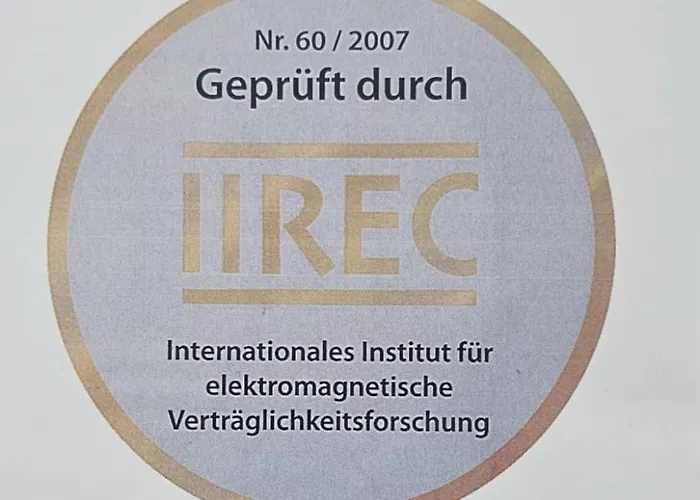 Nr. 60 / 2007
Geprüft durch
IIREC
Internationales Institut für
elektromagnetische
Verträglichkeitsforschung